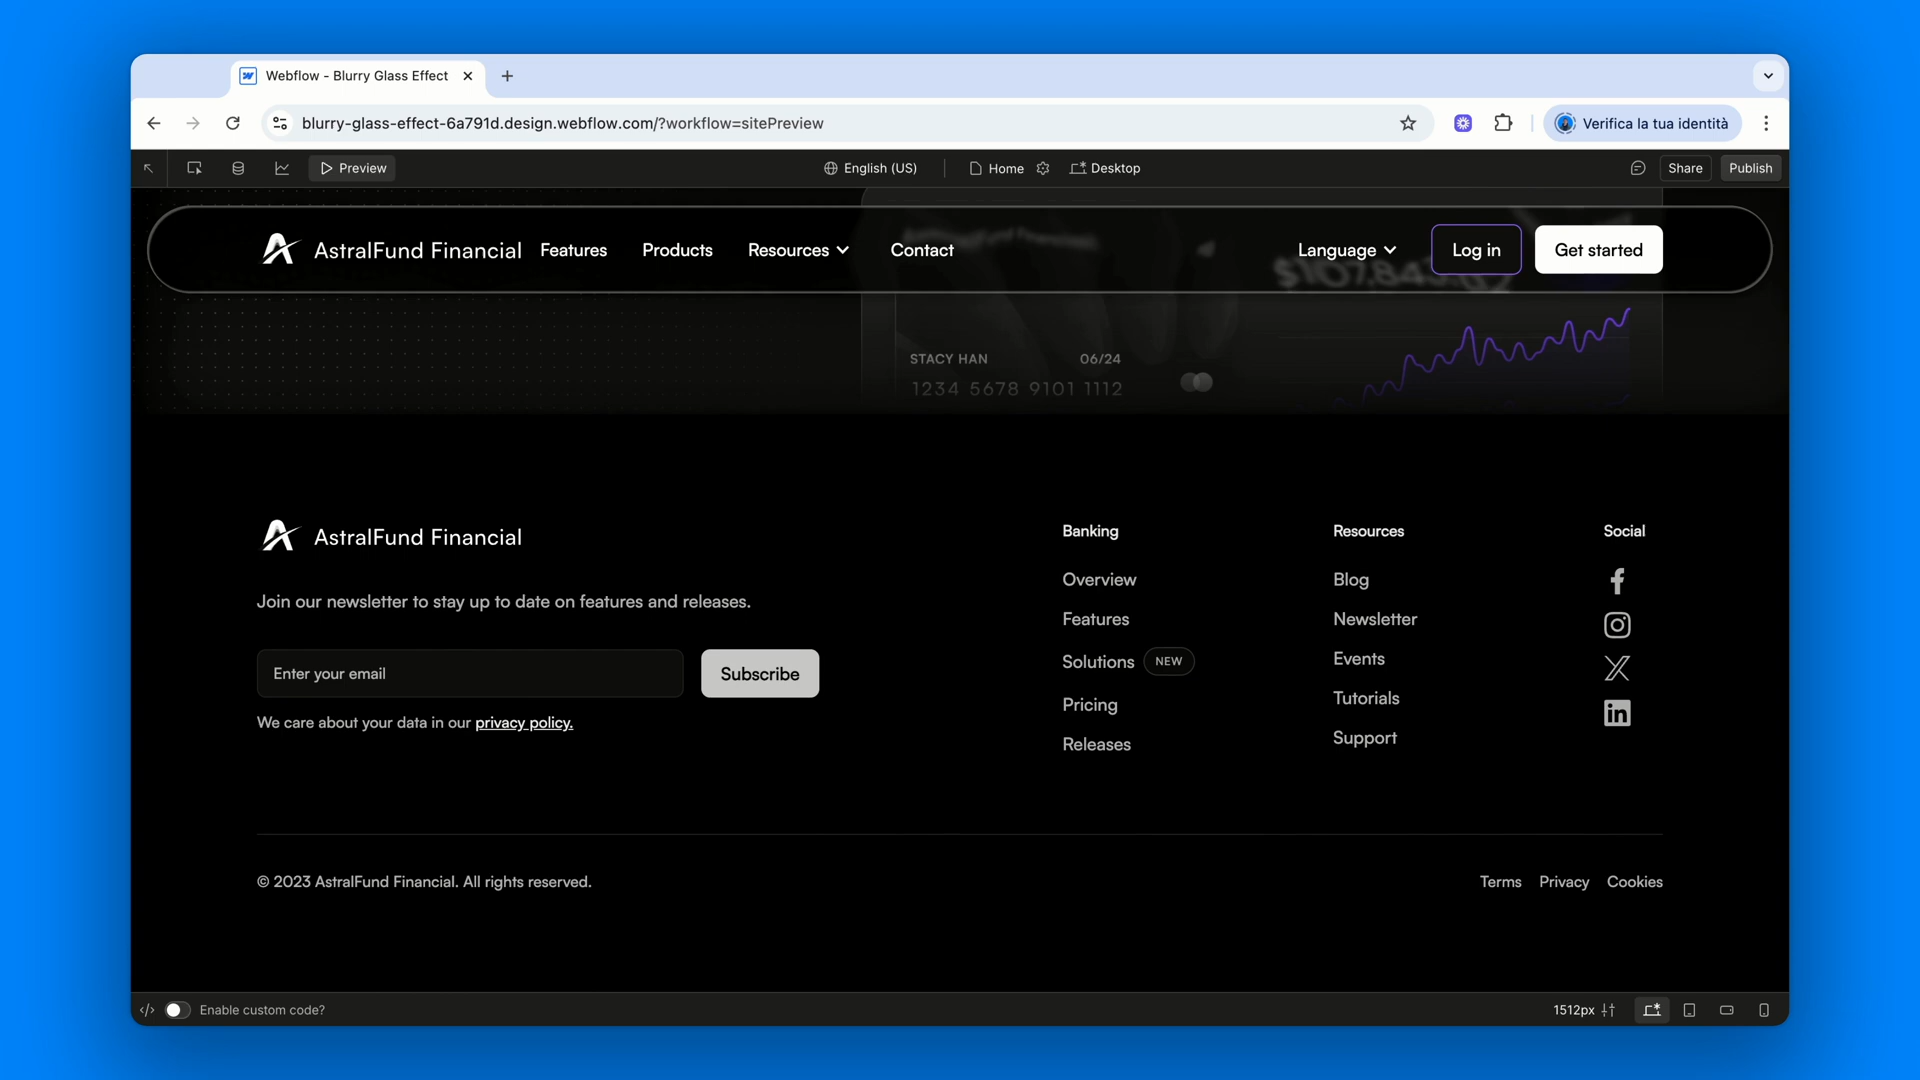 Webflow - Blurry Glass Effect
blurry-glass-effect-6a791d.design.webflow.com/?workflow=sitePreview
Verifica la tua identità
Preview
English (US)
Home
Desktop
Share
Publish
AstralFund Financial
Features
Products
Resources
Contact
Language
Log in
Get started
$107,843.82
STACY HAN 06/24
1234 5678 9101 1112
AstralFund Financial
Join our newsletter to stay up to date on features and releases.
Enter your email
Subscribe
We care about your data in our privacy policy.
Banking
Overview
Features
Solutions NEW
Pricing
Releases
Resources
Blog
Newsletter
Events
Tutorials
Support
Social
© 2023 AstralFund Financial. All rights reserved.
Terms Privacy Cookies
Enable custom code?
1512px